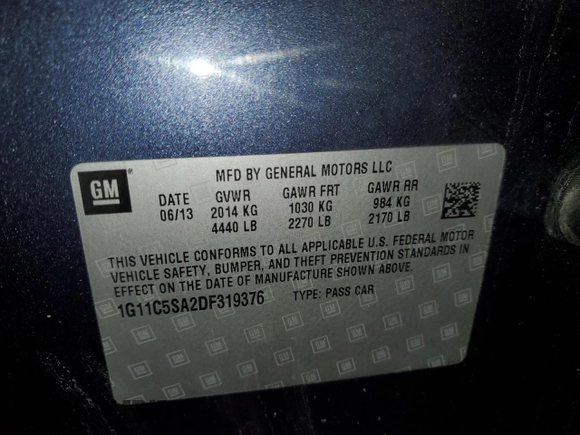 GM
MFD BY GENERAL MOTORS LLC
DATE GVWR GAWR FRT GAWR RR
06/13 2014 KG 1030 KG 984 KG
4440 LB 2270 LB 2170 LB
THIS VEHICLE CONFORMS TO ALL APPLICABLE U.S. FEDERAL MOTOR
VEHICLE SAFETY, BUMPER, AND THEFT PREVENTION STANDARDS IN
EFFECT ON THE DATE OF MANUFACTURE SHOWN ABOVE.
1G11C5SA2DF319376 TYPE: PASS CAR